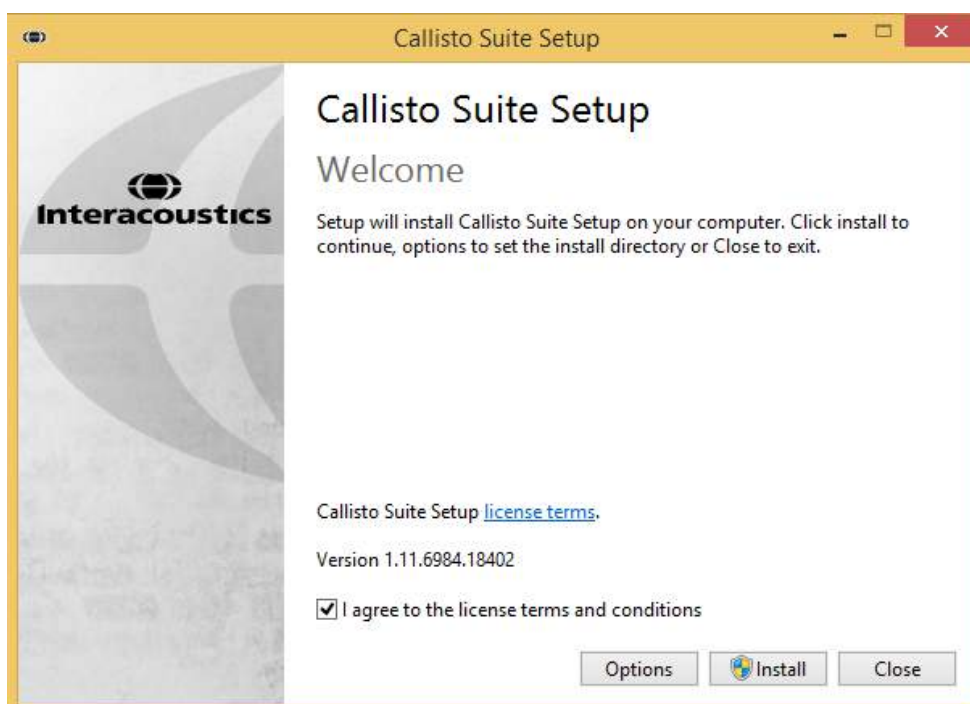 Callisto Suite Setup
Callisto Suite Setup
Welcome
Interacoustics
Setup will install Callisto Suite Setup on your computer. Click install to
continue, options to set the install directory or Close to exit.
Callisto Suite Setup license terms.
Version 1.11.6984.18402
I agree to the license terms and conditions
Options
Install
Close